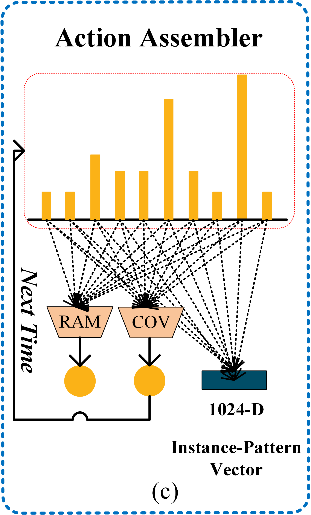 Action Assembler
Next Time
RAM
COV
1024-D
Instance-Pattern
Vector
(c)